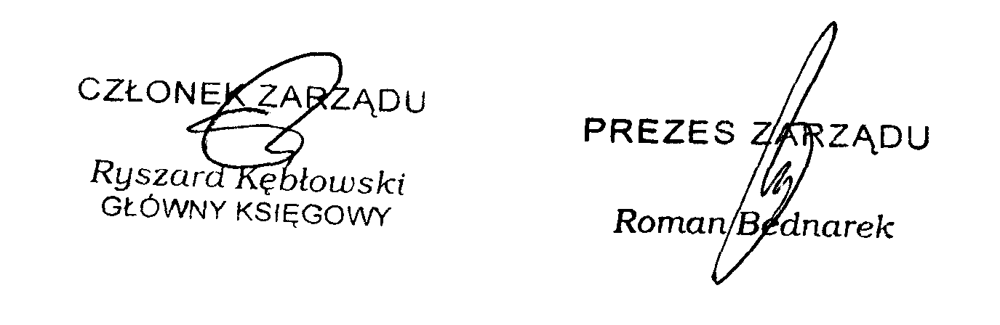 CZŁONEK ZARZĄDU
Ryszard Kębłowski
GŁÓWNY KSIĘGOWY
PREZES ZARZĄDU
Roman Bednarek